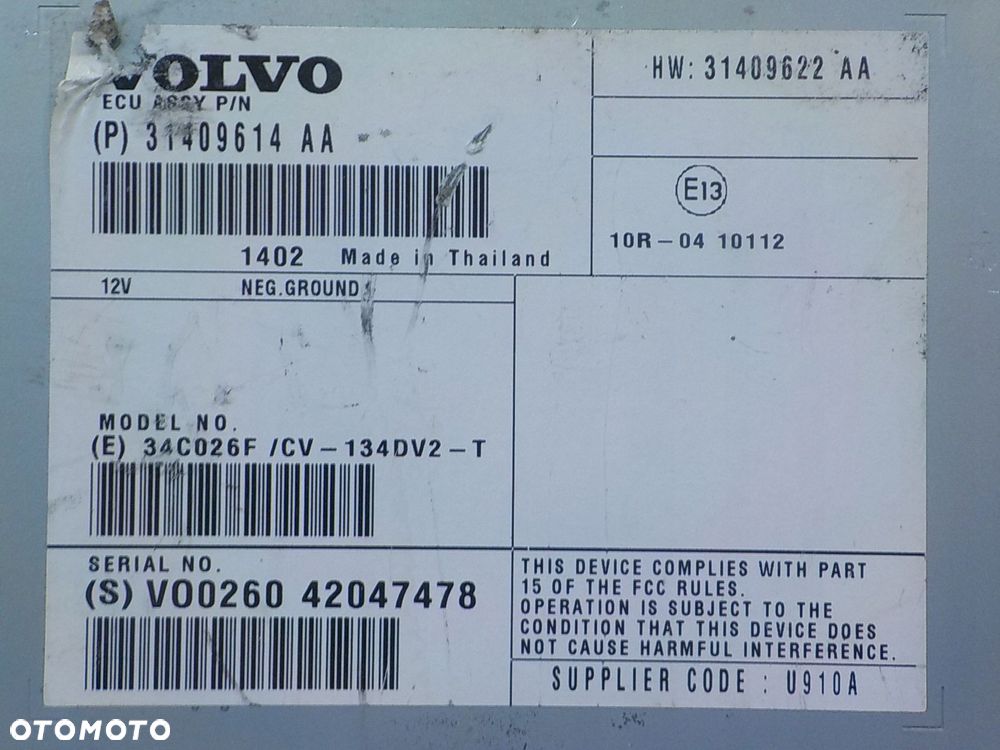 VOLVO
ECU ASSY P/N
(P) 31409614 AA
1402 Made in Thailand
HW: 31409622 AA
E13
10R-04 10112
12V NEG.GROUND
MODEL NO.
(E) 34C026F /CV-134DV2-T
SERIAL NO.
(S) VO0260 42047478
THIS DEVICE COMPLIES WITH PART
15 OF THE FCC RULES.
OPERATION IS SUBJECT TO THE
CONDITION THAT THIS DEVICE DOES
NOT CAUSE HARMFUL INTERFERENCE.
SUPPLIER CODE : U910A
OTOMOTO